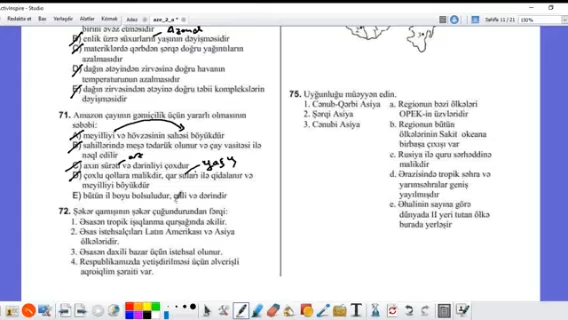 ActivInspire - Studio
Redaktə et Bax Yerləşdir Alətlər Kömək
Adsız azn_2_a *
Səhifə 11 / 21
birini əvəz etməsidir
B) enlik üzrə süxurların yaşının dəyişməsidir
C) materiklərdə qərbdən şərqə doğru yağıntıların
azalmasıdır
D) dağın ətəyindən zirvəsinə doğru havanın
temperaturunun azalmasıdır
E) dağın zirvəsindən ətəyinə doğru təbii komplekslərin
dəyişməsidir
71. Amazon çayının gəmiçilik üçün yararlı olmasının
səbəbi:
A) meyilliyi və hövzəsinin sahəsi böyükdür
B) sahillərində meşə tədarük olunur və çay vasitəsi ilə
nəql edilir
C) axın sürəti və dərinliyi çoxdur
D) çoxlu qollara malikdir, qar suları ilə qidalanır və
meyilliyi böyükdür
E) bütün il boyu bolsuludur, enli və dərindir
72. Şəkər qamışının şəkər çuğundurundan fərqi:
1. Əsasən tropik işıqlanma qurşağında əkilir.
2. Əsas istehsalçıları Latın Amerikası və Asiya
ölkələridir.
3. Əsasən daxili bazar üçün istehsal olunur.
4. Respublikamızda yetişdirilməsi üçün əlverişli
aqroiqlim şəraiti var.
75. Uyğunluğu müəyyən edin.
1. Cənub-Qərbi Asiya
2. Şərqi Asiya
3. Cənubi Asiya
a. Regionun bəzi ölkələri
OPEK-in üzvləridir
b. Regionun bütün
ölkələrinin Sakit okeana
birbaşa çıxışı var
c. Rusiya ilə quru sərhəddinə
malikdir
d. Ərazisində tropik səhra və
yarımsəhralar geniş
yayılmışdır
e. Əhalinin sayına görə
dünyada II yeri tutan ölkə
burada yerləşir